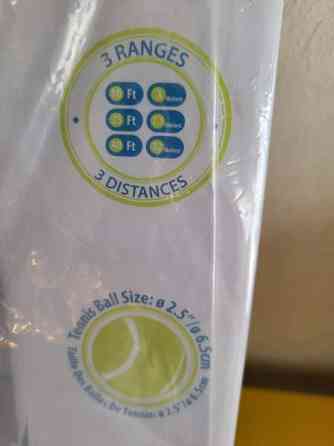 3 RANGES
Ft
Ft
Ft
3 DISTANCES
Tennis Ball Size: ø 2.5"/ø 6.5cm
Taille Des Balles De Tennis: ø 2.5"/ø 6.5cm